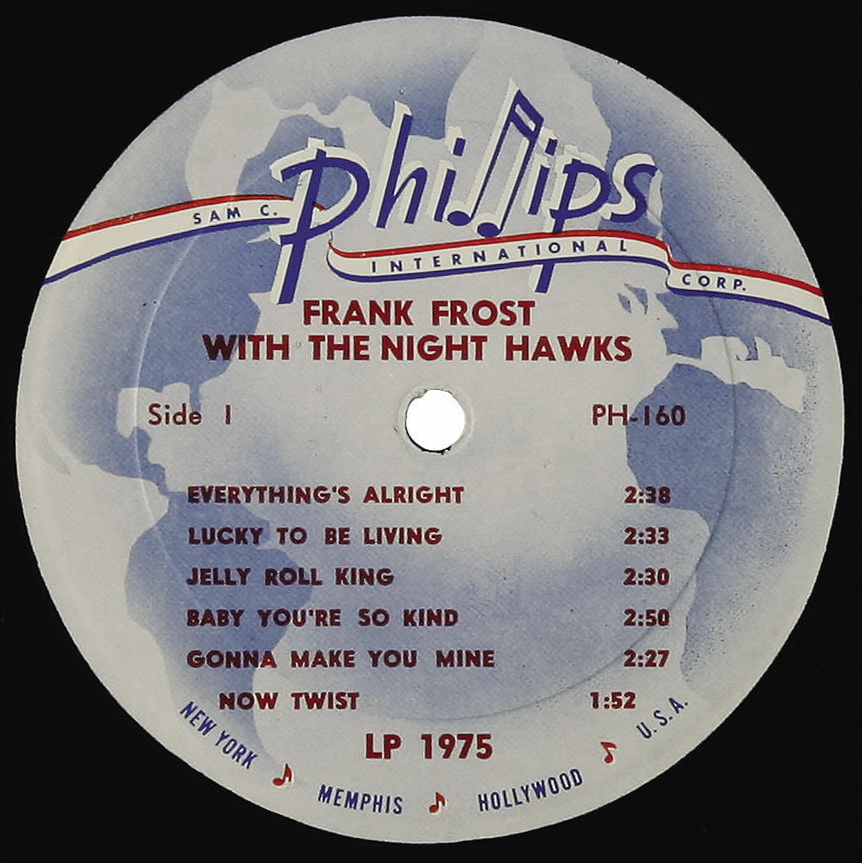 SAM C. Phillips
INTERNATIONAL CORP.
FRANK FROST
WITH THE NIGHT HAWKS
Side 1 PH-160
EVERYTHING'S ALRIGHT 2:38
LUCKY TO BE LIVING 2:33
JELLY ROLL KING 2:30
BABY YOU'RE SO KIND 2:50
GONNA MAKE YOU MINE 2:27
NOW TWIST 1:52
LP 1975
NEW YORK MEMPHIS HOLLYWOOD U.S.A.